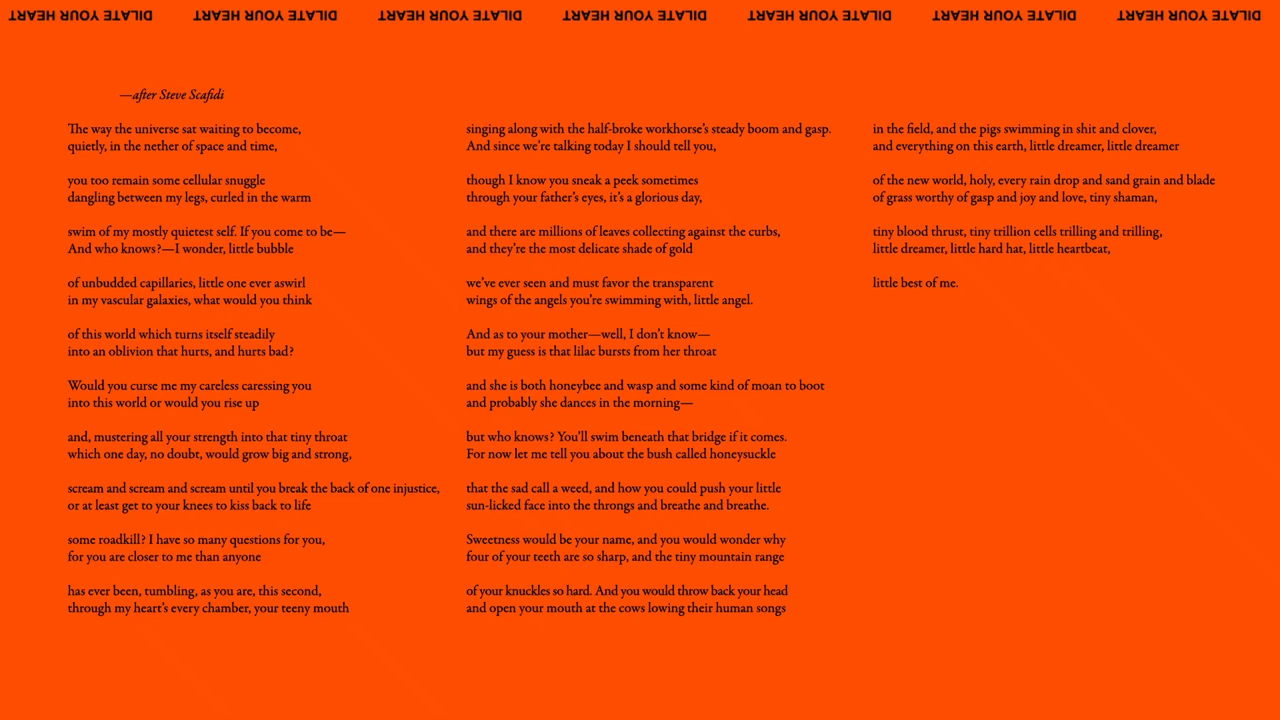 DILATE YOUR HEART DILATE YOUR HEART DILATE YOUR HEART DILATE YOUR HEART DILATE YOUR HEART DILATE YOUR HEART DILATE YOUR HEART
—after Steve Scafidi
The way the universe sat waiting to become,
quietly, in the nether of space and time,
you too remain some cellular snuggle
dangling between my legs, curled in the warm
swim of my mostly quietest self. If you come to be—
And who knows?—I wonder, little bubble
of unbudded capillaries, little one ever aswirl
in my vascular galaxies, what would you think
of this world which turns itself steadily
into an oblivion that hurts, and hurts bad?
Would you curse me my careless caressing you
into this world or would you rise up
and, mustering all your strength into that tiny throat
which one day, no doubt, would grow big and strong,
scream and scream and scream until you break the back of one injustice,
or at least get to your knees to kiss back to life
some roadkill? I have so many questions for you,
for you are closer to me than anyone
has ever been, tumbling, as you are, this second,
through my heart's every chamber, your teeny mouth
singing along with the half-broke workhorse's steady boom and gasp.
And since we're talking today I should tell you,
though I know you sneak a peek sometimes
through your father's eyes, it's a glorious day,
and there are millions of leaves collecting against the curbs,
and they're the most delicate shade of gold
we've ever seen and must favor the transparent
wings of the angels you're swimming with, little angel.
And as to your mother—well, I don't know—
but my guess is that lilac bursts from her throat
and she is both honeybee and wasp and some kind of moan to boot
and probably she dances in the morning—
but who knows? You'll swim beneath that bridge if it comes.
For now let me tell you about the bush called honeysuckle
that the sad call a weed, and how you could push your little
sun-licked face into the throngs and breathe and breathe.
Sweetness would be your name, and you would wonder why
four of your teeth are so sharp, and the tiny mountain range
of your knuckles so hard. And you would throw back your head
and open your mouth at the cows lowing their human songs
in the field, and the pigs swimming in shit and clover,
and everything on this earth, little dreamer, little dreamer
of the new world, holy, every rain drop and sand grain and blade
of grass worthy of gasp and joy and love, tiny shaman,
tiny blood thrust, tiny trillion cells trilling and trilling,
little dreamer, little hard hat, little heartbeat,
little best of me.